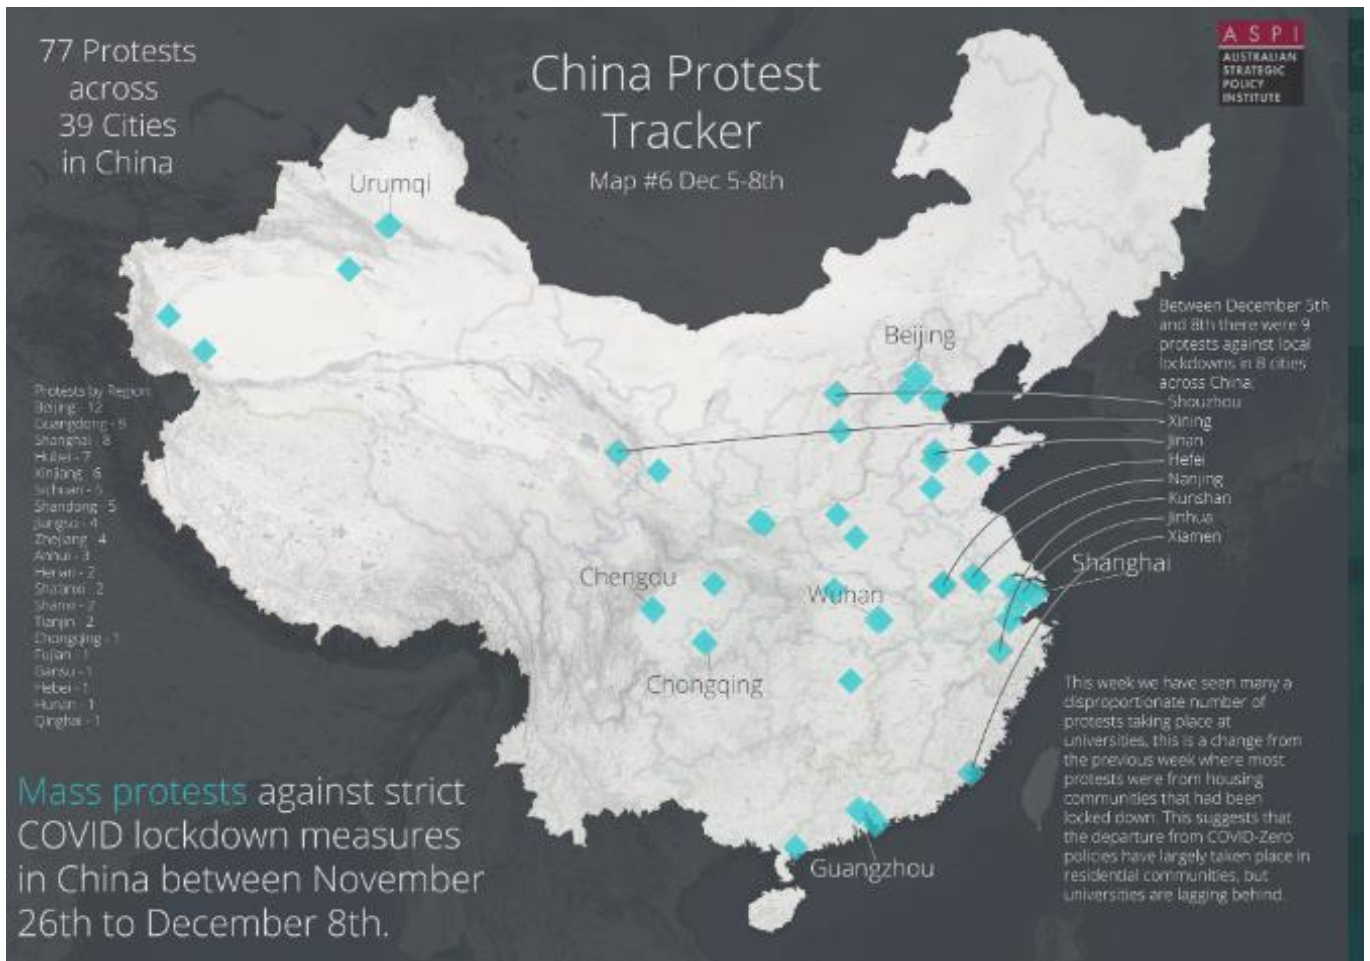 77 Protests
across
39 Cities
in China
China Protest
Tracker
Map #6 Dec 5-8th
ASPI
AUSTRALIAN
STRATEGIC
POLICY
INSTITUTE
Urumqi
Beijing
Chengdu
Chongqing
Wuhan
Shanghai
Guangzhou
Between December 5th
and 8th there were 9
protests against local
lockdowns in 8 cities
across China:
Shouzhou
Xining
Jinan
Hefei
Nanjing
Kunshan
Jinhua
Xiamen
Protests by Region:
Beijing - 12
Guangdong -
Shanghai - 8
Hubei - 7
Xinjiang - 6
Sichuan - 5
Shandong - 5
Jiangsu - 4
Zhejiang - 4
Anhui - 3
Henan - 2
Shaanxi - 2
Shanxi - 2
Tianjin - 2
Chongqing - 1
Fujian - 1
Gansu - 1
Hebei - 1
Hunan - 1
Qinghai - 1
This week we have seen many a
disproportionate number of
protests taking place at
universities, this is a change from
the previous week where most
protests were from housing
communities that had been
locked down. This suggests that
the departure from COVID-Zero
policies have largely taken place in
residential communities, but
universities are lagging behind.
Mass protests against strict
COVID lockdown measures
in China between November
26th to December 8th.